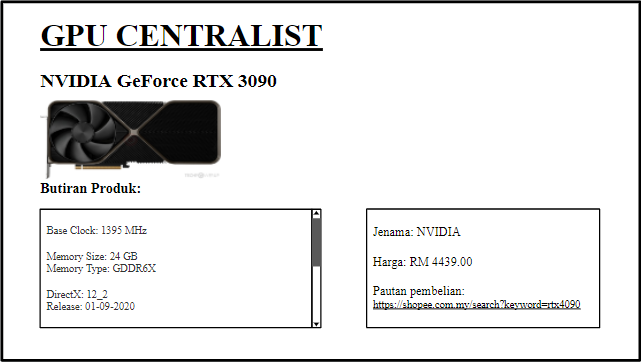 GPU CENTRALIST
NVIDIA GeForce RTX 3090
Butiran Produk:
Base Clock: 1395 MHz
Memory Size: 24 GB
Memory Type: GDDR6X
DirectX: 12_2
Release: 01-09-2020
Jenama: NVIDIA
Harga: RM 4439.00
Pautan pembelian:
https://shopee.com.my/search?keyword=rtx4090